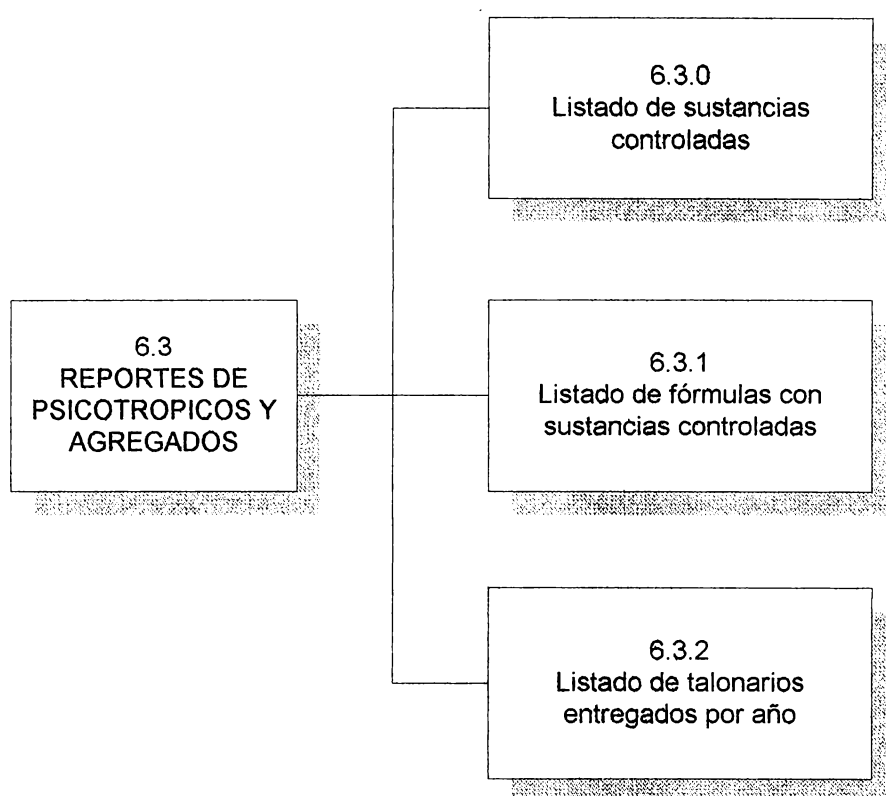 6.3.0
Listado de sustancias
controladas
6.3
REPORTES DE
PSICOTROPICOS Y
AGREGADOS
6.3.1
Listado de fórmulas con
sustancias controladas
6.3.2
Listado de talonarios
entregados por año